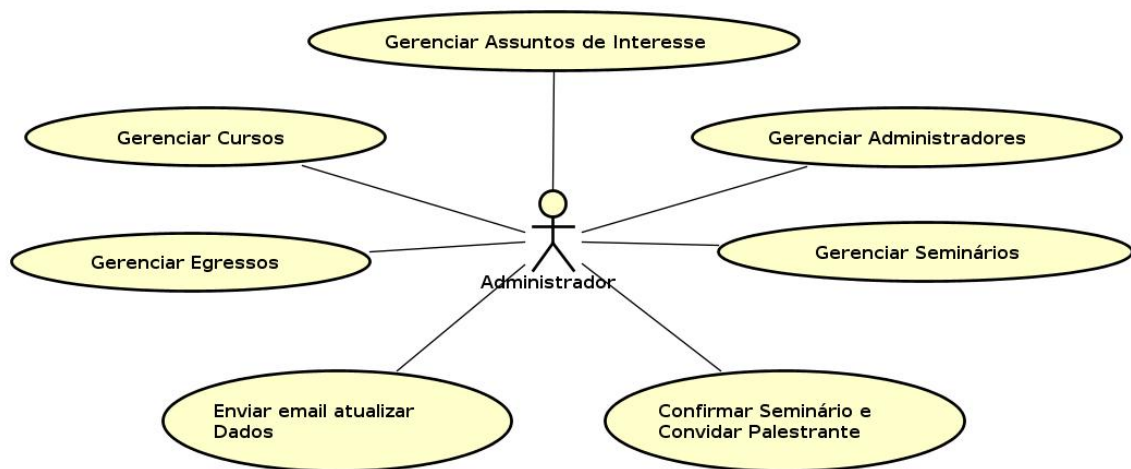 Gerenciar Assuntos de Interesse
Gerenciar Cursos
Gerenciar Administradores
Gerenciar Egressos
Gerenciar Seminários
Administrador
Enviar email atualizar
Dados
Confirmar Seminário e
Convidar Palestrante